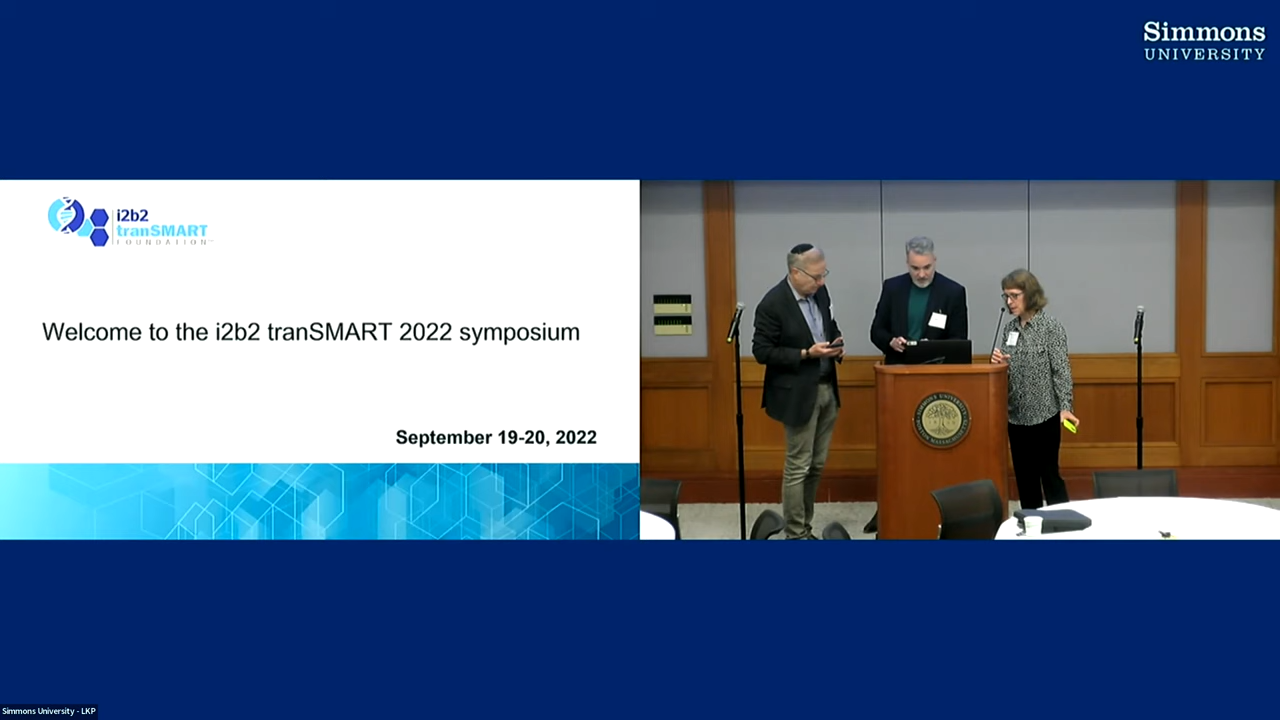 Simmons
UNIVERSITY
i2b2
tranSMART
FOUNDATION
Welcome to the i2b2 tranSMART 2022 symposium
September 19-20, 2022
Simmons University - LKP